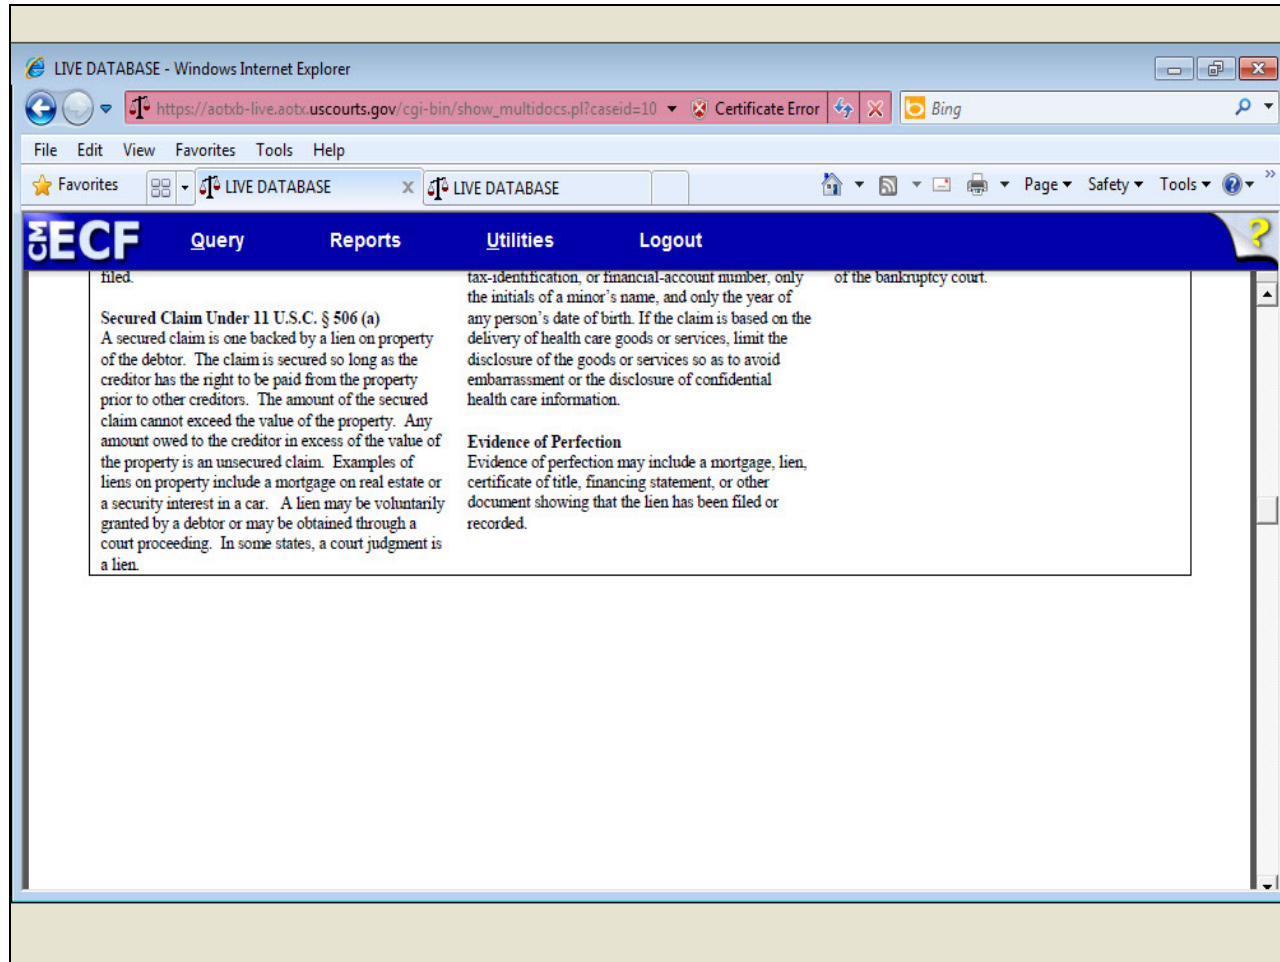 LIVE DATABASE - Windows Internet Explorer
https://aotxb-live.aotx.uscourts.gov/cgi-bin/show_multidocs.pl?caseid=10 Certificate Error Bing
File Edit View Favorites Tools Help
Favorites LIVE DATABASE LIVE DATABASE Page Safety Tools
CM ECF Query Reports Utilities Logout
filed.
Secured Claim Under 11 U.S.C. § 506 (a)
A secured claim is one backed by a lien on property
of the debtor. The claim is secured so long as the
creditor has the right to be paid from the property
prior to other creditors. The amount of the secured
claim cannot exceed the value of the property. Any
amount owed to the creditor in excess of the value of
the property is an unsecured claim. Examples of
liens on property include a mortgage on real estate or
a security interest in a car. A lien may be voluntarily
granted by a debtor or may be obtained through a
court proceeding. In some states, a court judgment is
a lien.
tax-identification, or financial-account number, only
the initials of a minor's name, and only the year of
any person's date of birth. If the claim is based on the
delivery of health care goods or services, limit the
disclosure of the goods or services so as to avoid
embarrassment or the disclosure of confidential
health care information.
Evidence of Perfection
Evidence of perfection may include a mortgage, lien,
certificate of title, financing statement, or other
document showing that the lien has been filed or
recorded.
of the bankruptcy court.